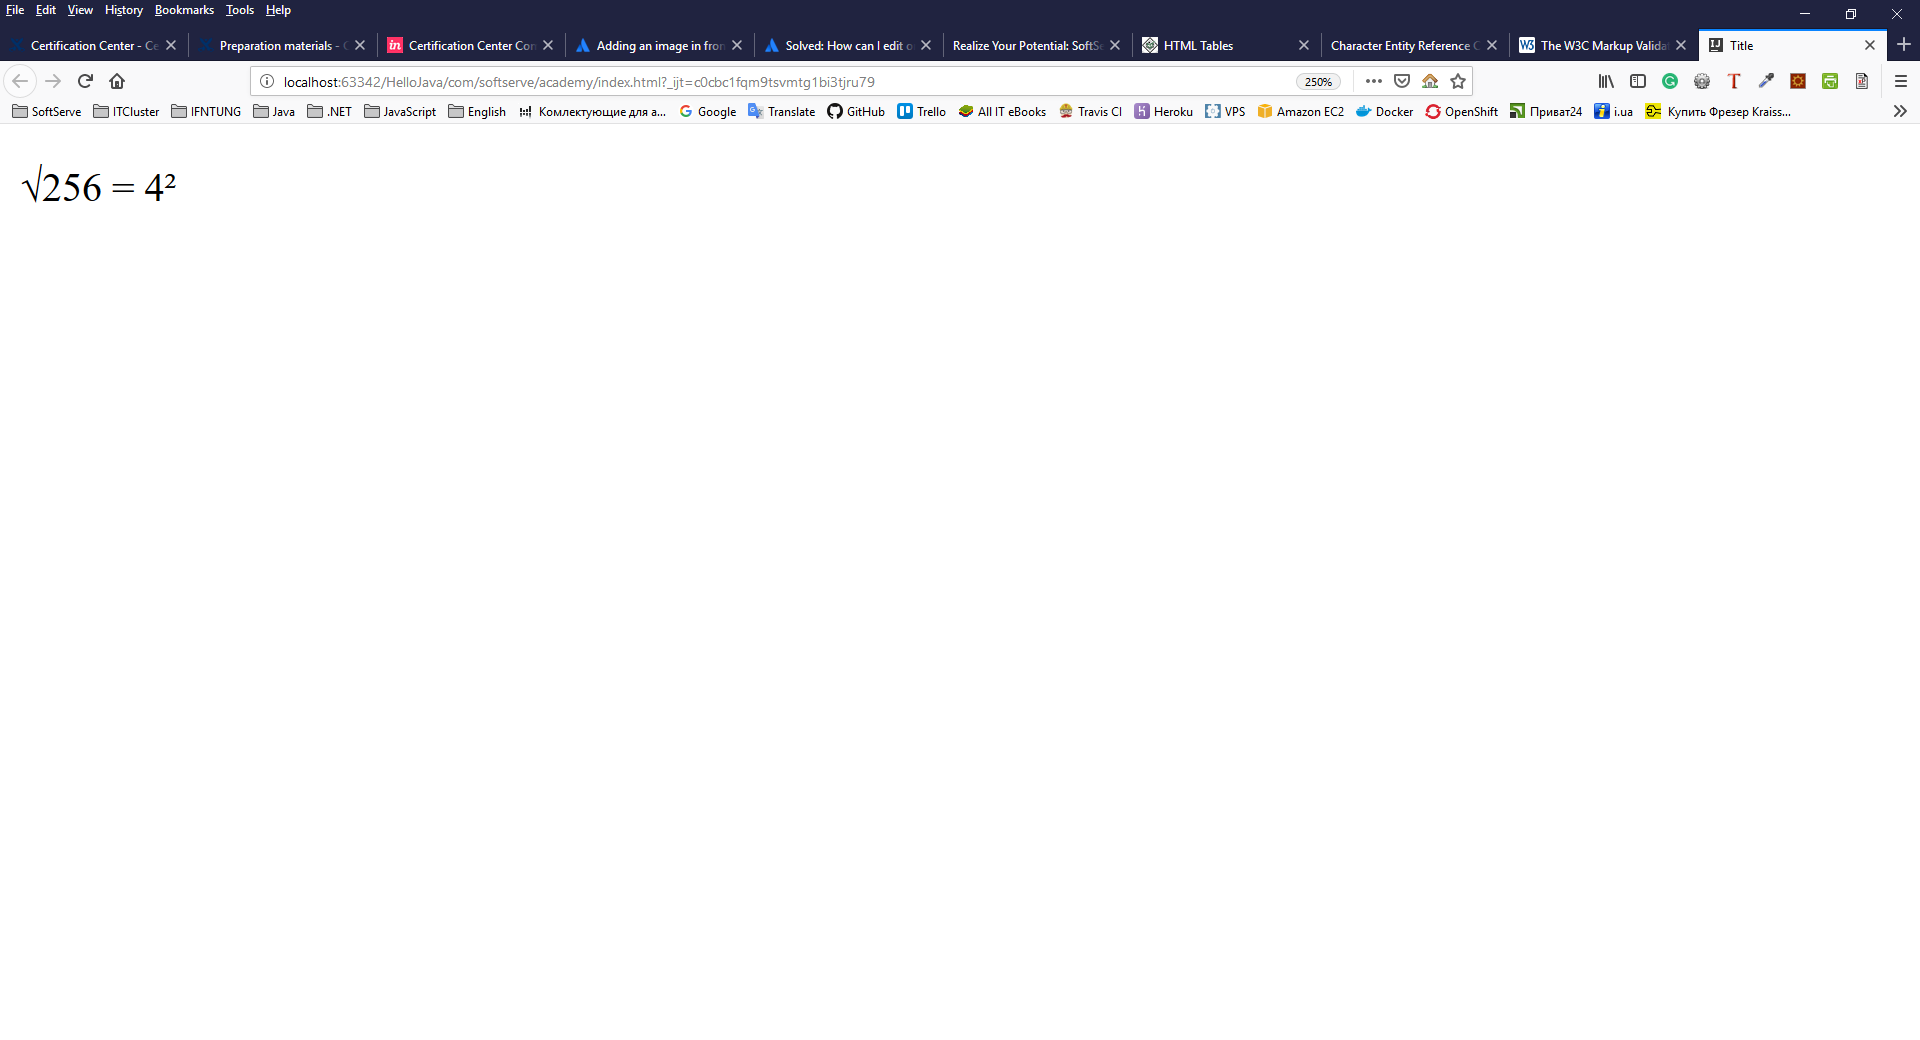 File Edit View History Bookmarks Tools Help
Certification Center - Ce Preparation materials - C Certification Center Con Adding an image in fron Solved: How can I edit o Realize Your Potential: SoftSe HTML Tables Character Entity Reference C The W3C Markup Valida Title
localhost:63342/HelloJava/com/softserve/academy/index.html?_ijt=c0cbc1fqm9tsvmtg1bi3tjru79 250%
SoftServe ITCluster IFNTUNG Java .NET JavaScript English Комлектующие для а... Google Translate GitHub Trello All IT eBooks Travis CI Heroku VPS Amazon EC2 Docker OpenShift Приват24 i.ua Купить Фрезер Kraiss...
√256 = 4²